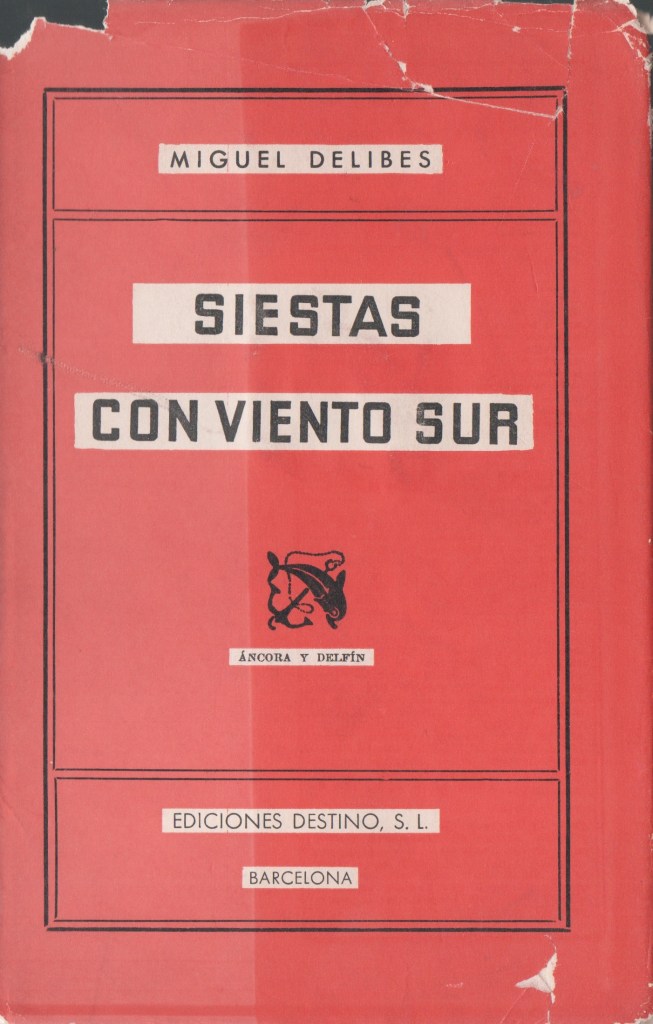 MIGUEL DELIBES
SIESTAS
CON VIENTO SUR
ÁNCORA Y DELFÍN
EDICIONES DESTINO, S. L.
BARCELONA